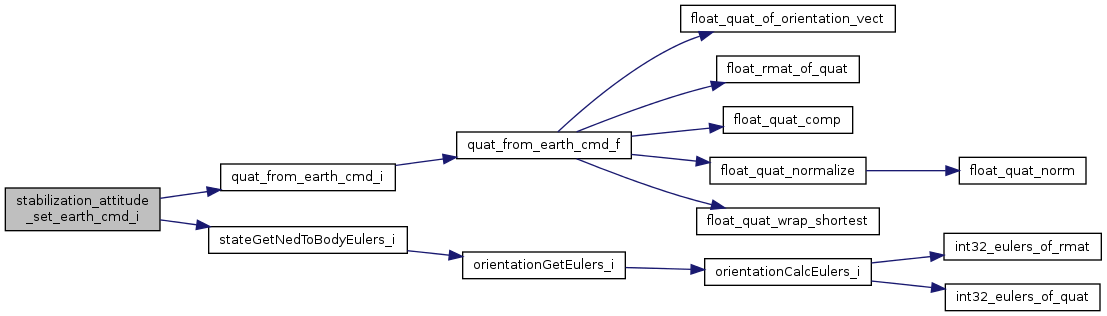 float_quat_of_orientation_vect
float_rmat_of_quat
float_quat_comp
quat_from_earth_cmd_f
float_quat_normalize
float_quat_norm
quat_from_earth_cmd_i
stabilization_attitude
_set_earth_cmd_i
float_quat_wrap_shortest
stateGetNedToBodyEulers_i
int32_eulers_of_rmat
orientationGetEulers_i
orientationCalcEulers_i
int32_eulers_of_quat